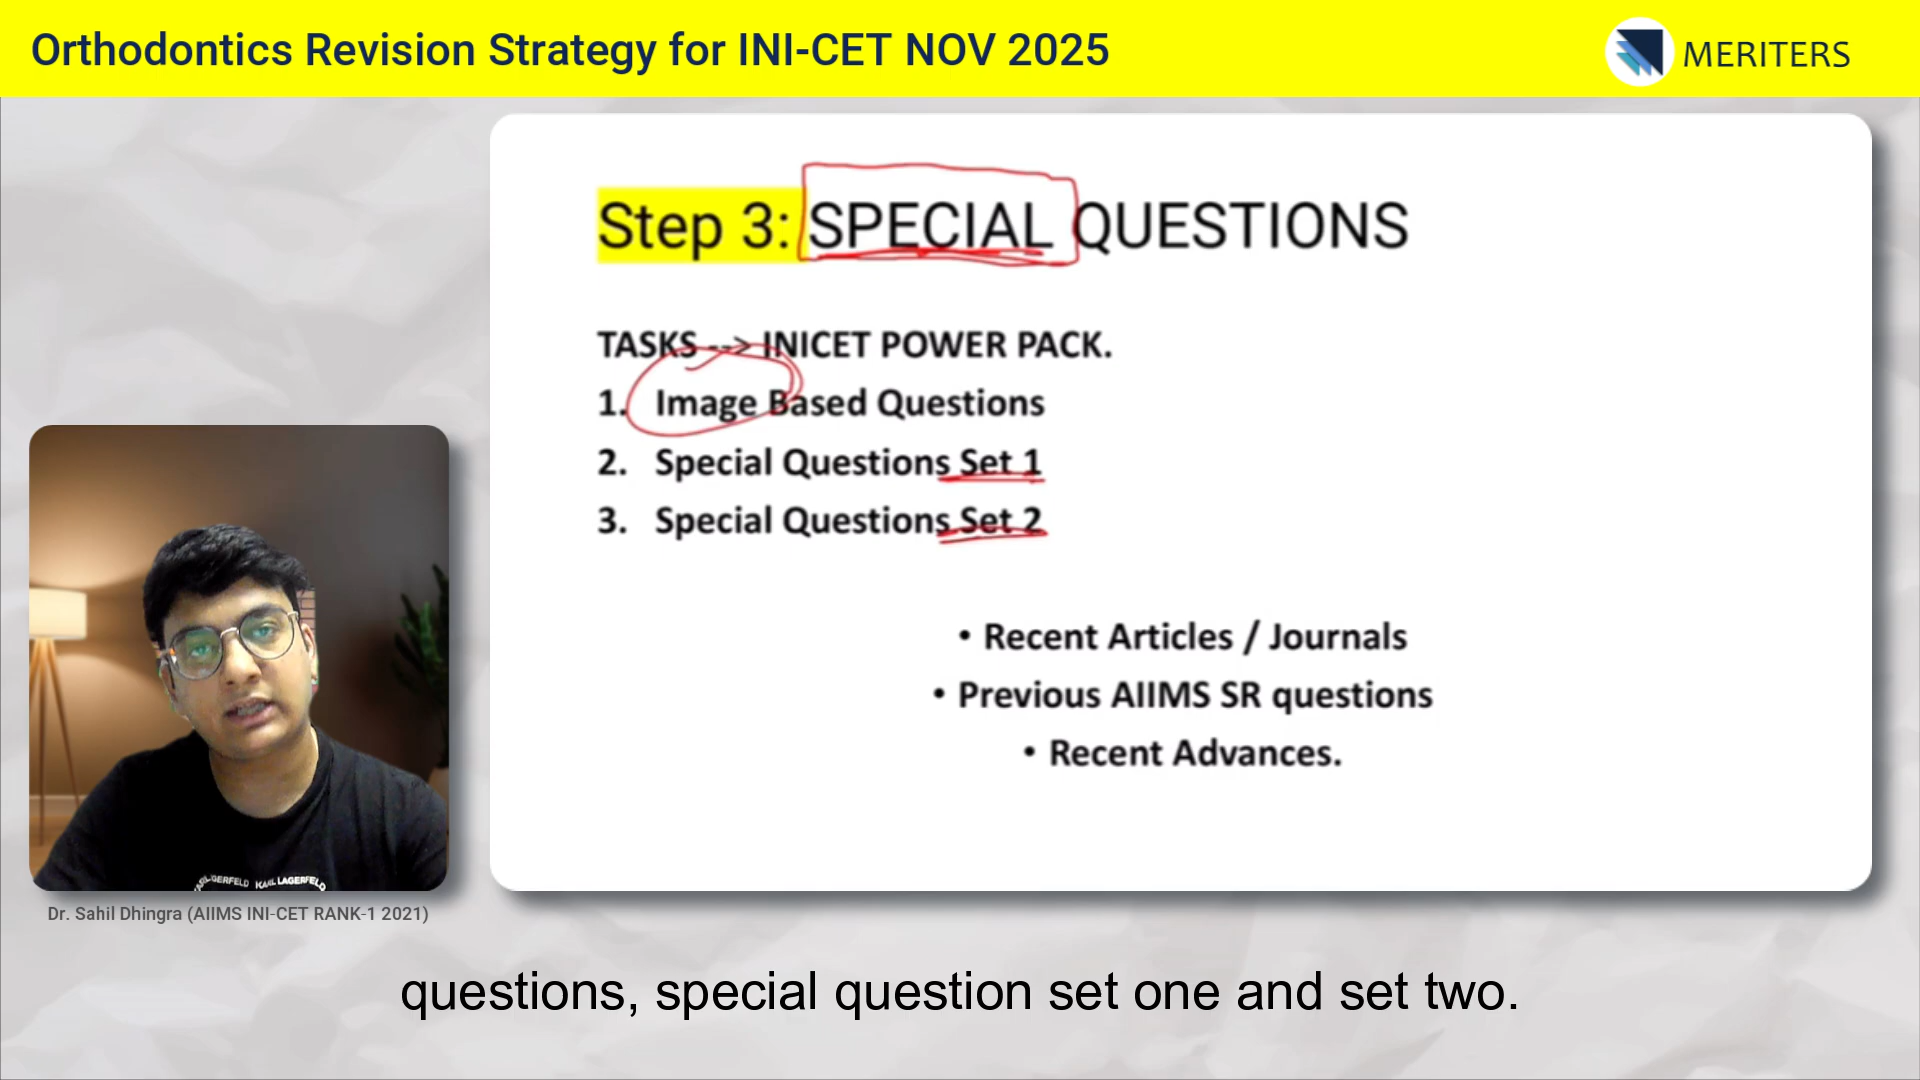 Orthodontics Revision Strategy for INI-CET NOV 2025
MERITERS
Step 3: SPECIAL QUESTIONS
TASKS --> INICET POWER PACK.
1. Image Based Questions
2. Special Questions Set 1
3. Special Questions Set 2
• Recent Articles / Journals
• Previous AIIMS SR questions
• Recent Advances.
KARL LAGERFELD
Dr. Sahil Dhingra (AIIMS INI-CET RANK-1 2021)
questions, special question set one and set two.